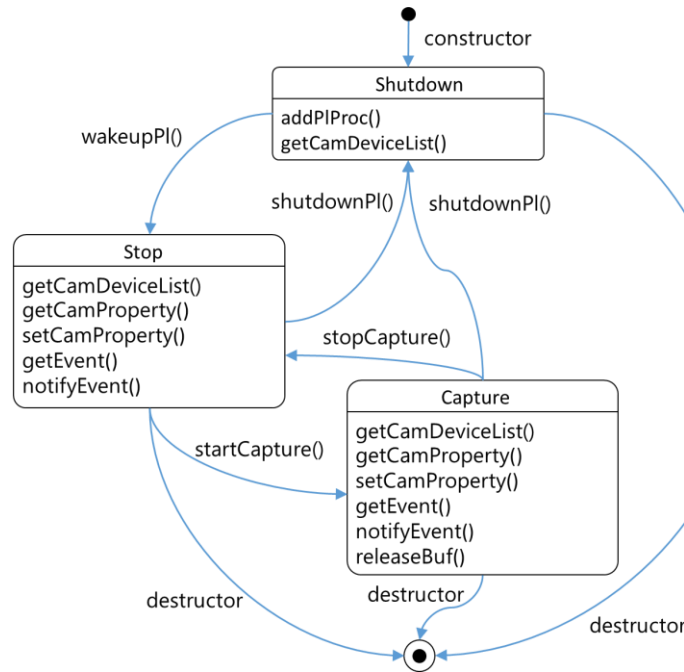 constructor
Shutdown
addPlProc()
getCamDeviceList()
wakeupPl()
shutdownPl()
shutdownPl()
Stop
getCamDeviceList()
getCamProperty()
setCamProperty()
getEvent()
notifyEvent()
stopCapture()
Capture
getCamDeviceList()
getCamProperty()
setCamProperty()
getEvent()
notifyEvent()
releaseBuf()
startCapture()
destructor
destructor
destructor